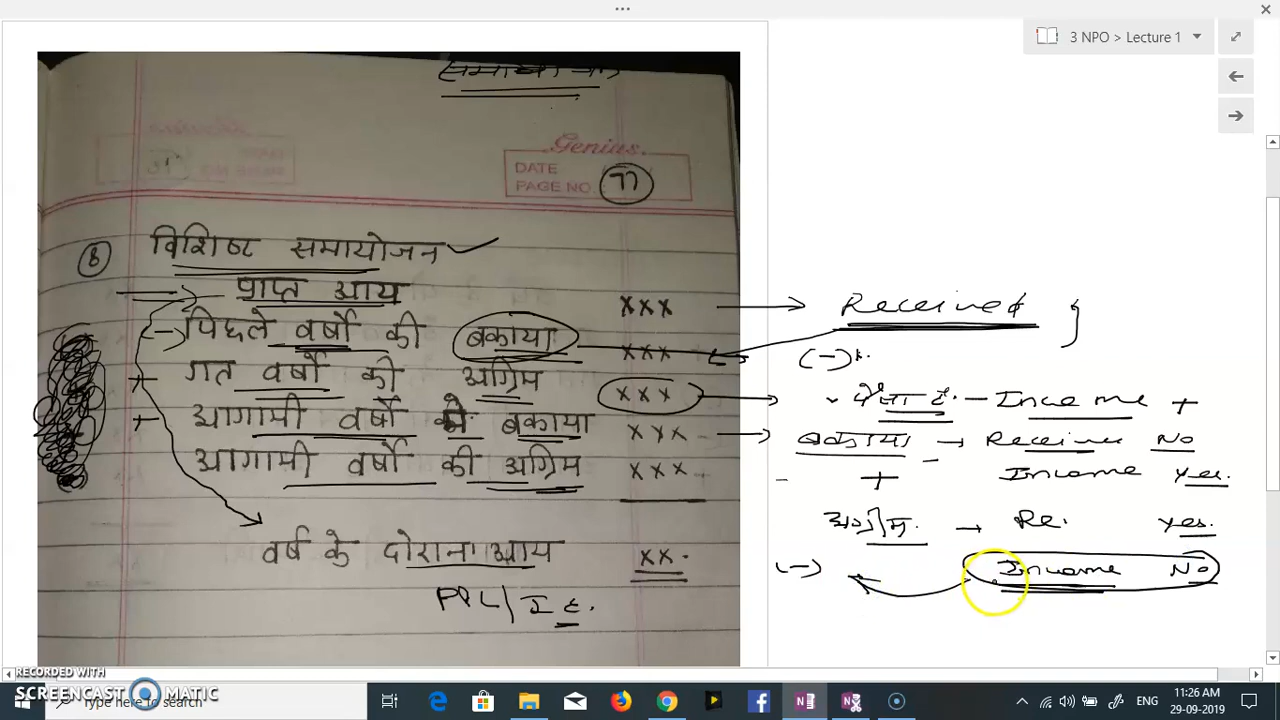 3 NPO > Lecture 1
Genius.
DATE
PAGE NO. 77
8 विशिष्ट समायोजन
प्राप्त आय xxx Received
(-) पिछले वर्षो की बकाया xxx (-)
+ गत वर्षो की अग्रिम xxx Income +
+ आगामी वर्षो की बकाया xxx बकाया → Receive No
आगामी वर्षो की अग्रिम xxx + Income Yes.
अग्रिम. → Re. Yes.
वर्ष के दोराना आय xx.
(-) Income No
P&L/I E.
RECORDED WITH
SCREENCAST MATIC
Type here to search
ENG
11:26 AM
29-09-2019